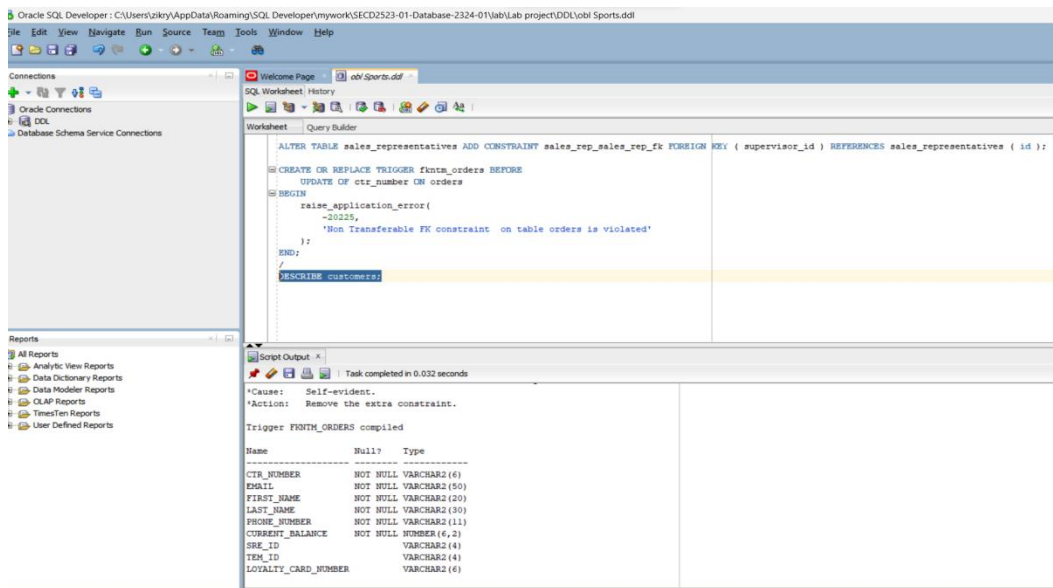 Oracle SQL Developer : C:\Users\zikry\AppData\Roaming\SQL Developer\mywork\SECD2523-01-Database-2324-01\lab\Lab project\DDL\obl Sports.ddl
File Edit View Navigate Run Source Team Tools Window Help
Connections
Oracle Connections
DDL
Database Schema Service Connections
Welcome Page
obl Sports.ddl
SQL Worksheet History
Worksheet Query Builder
ALTER TABLE sales_representatives ADD CONSTRAINT sales_rep_sales_rep_fk FOREIGN KEY ( supervisor_id ) REFERENCES sales_representatives ( id );
CREATE OR REPLACE TRIGGER fkntm_orders BEFORE
UPDATE OF ctr_number ON orders
BEGIN
raise_application_error(
-20225,
'Non Transferable FK constraint  on table orders is violated'
);
END;
/
DESCRIBE customers;
Reports
All Reports
Analytic View Reports
Data Dictionary Reports
Data Modeler Reports
OLAP Reports
TimesTen Reports
User Defined Reports
Script Output
Task completed in 0.032 seconds
*Cause: Self-evident.
*Action: Remove the extra constraint.
Trigger FKNTM_ORDERS compiled
Name Null? Type
------------------- -------- ------------
CTR_NUMBER NOT NULL VARCHAR2(6)
EMAIL NOT NULL VARCHAR2(50)
FIRST_NAME NOT NULL VARCHAR2(20)
LAST_NAME NOT NULL VARCHAR2(30)
PHONE_NUMBER NOT NULL VARCHAR2(11)
CURRENT_BALANCE NOT NULL NUMBER(6,2)
SRE_ID VARCHAR2(4)
TEM_ID VARCHAR2(4)
LOYALTY_CARD_NUMBER VARCHAR2(6)